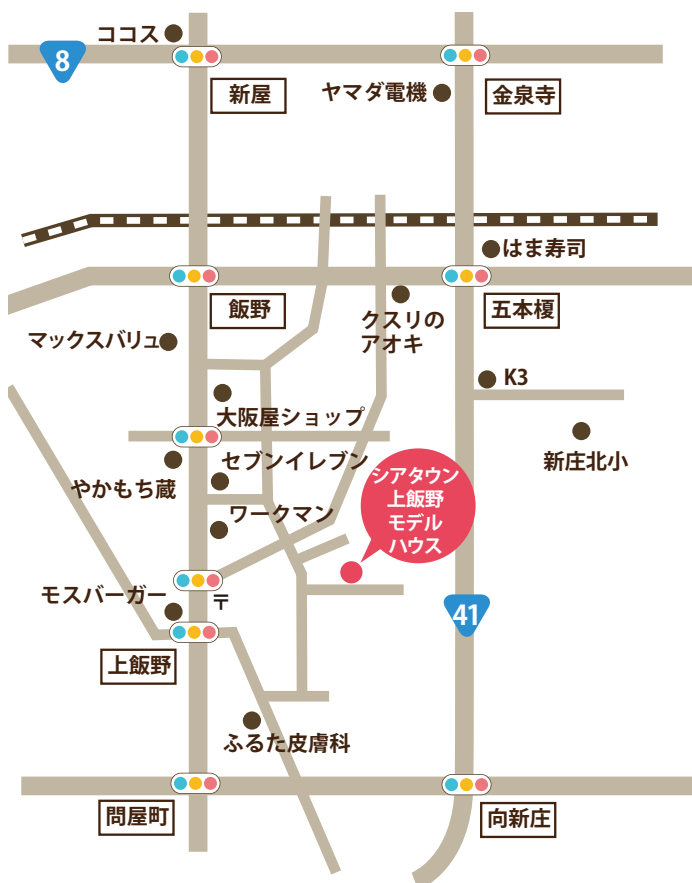 ココス
8
新屋
ヤマダ電機
金泉寺
はま寿司
飯野
五本榎
クスリの
アオキ
マックスバリュ
K3
大阪屋ショップ
セブンイレブン
新庄北小
やかもち蔵
シアタウン
上飯野
モデル
ハウス
ワークマン
モスバーガー
〒
41
上飯野
ふるた皮膚科
問屋町
向新庄